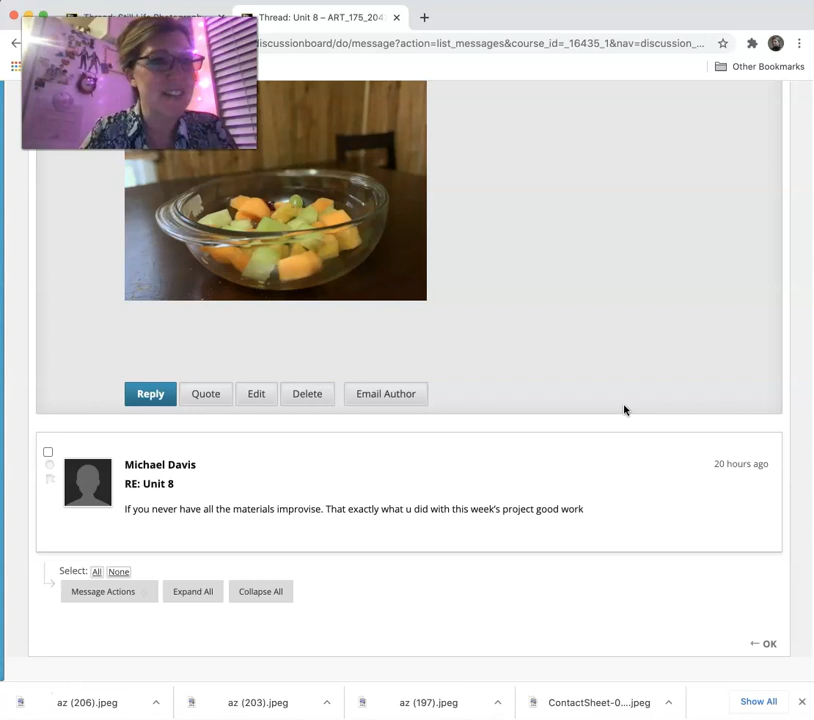 Thread: Unit 8 – ART_175_204
discussionboard/do/message?action=list_messages&course_id=_16435_1&nav=discussion_...
Other Bookmarks
Reply
Quote
Edit
Delete
Email Author
Michael Davis
20 hours ago
RE: Unit 8
If you never have all the materials improvise. That exactly what u did with this week's project good work
Select: All None
Message Actions
Expand All
Collapse All
← OK
az (206).jpeg
az (203).jpeg
az (197).jpeg
ContactSheet-0....jpeg
Show All